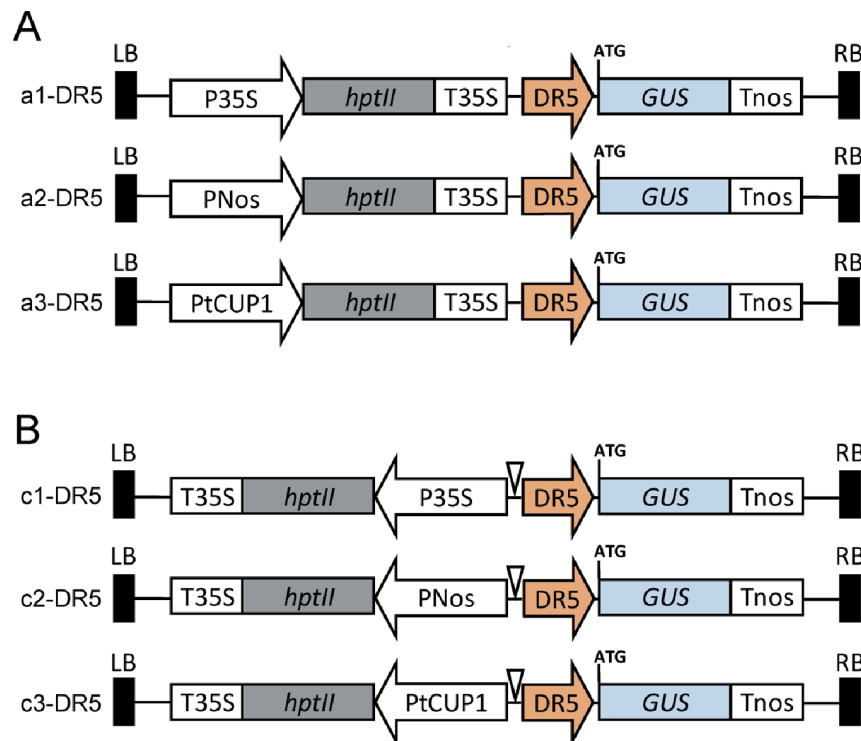 A
LB ATG RB
a1-DR5 P35S hptII T35S DR5 GUS Tnos
LB ATG RB
a2-DR5 PNos hptII T35S DR5 GUS Tnos
LB ATG RB
a3-DR5 PtCUP1 hptII T35S DR5 GUS Tnos
B
LB ATG RB
c1-DR5 T35S hptII P35S DR5 GUS Tnos
LB ATG RB
c2-DR5 T35S hptII PNos DR5 GUS Tnos
LB ATG RB
c3-DR5 T35S hptII PtCUP1 DR5 GUS Tnos